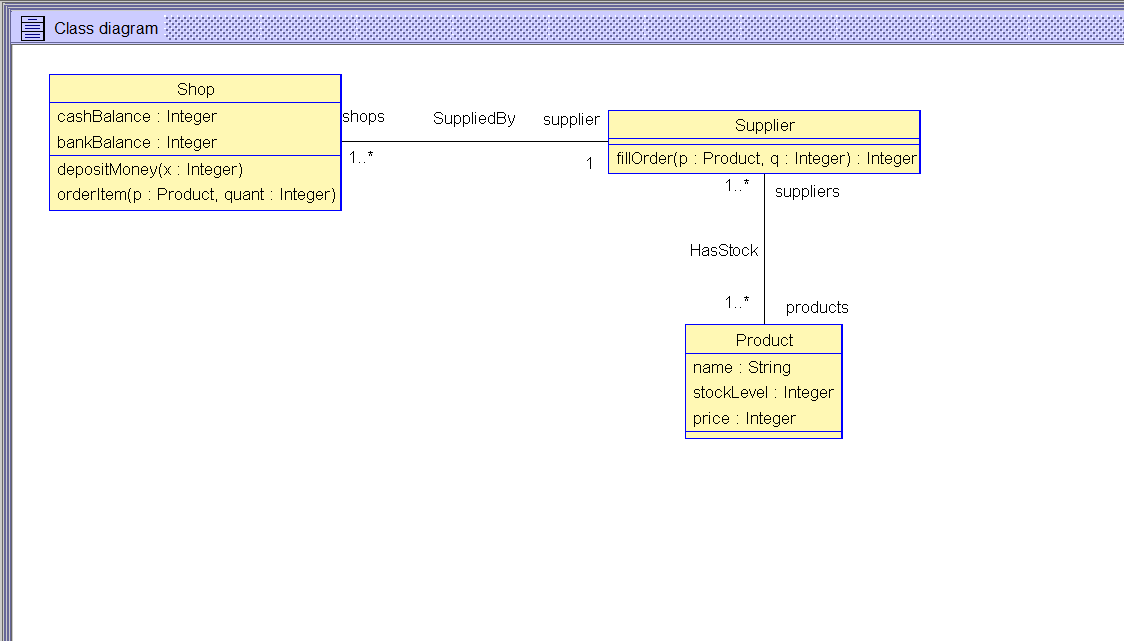 Class diagram
Shop
cashBalance : Integer
bankBalance : Integer
depositMoney(x : Integer)
orderItem(p : Product, quant : Integer)
shops
SuppliedBy
supplier
1..*
1
Supplier
fillOrder(p : Product, q : Integer) : Integer
1..*
suppliers
HasStock
1..*
products
Product
name : String
stockLevel : Integer
price : Integer